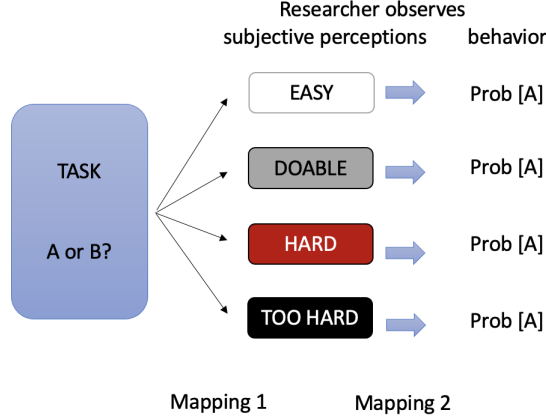 Researcher observes
subjective perceptions behavior
TASK
A or B?
EASY Prob [A]
DOABLE Prob [A]
HARD Prob [A]
TOO HARD Prob [A]
Mapping 1 Mapping 2